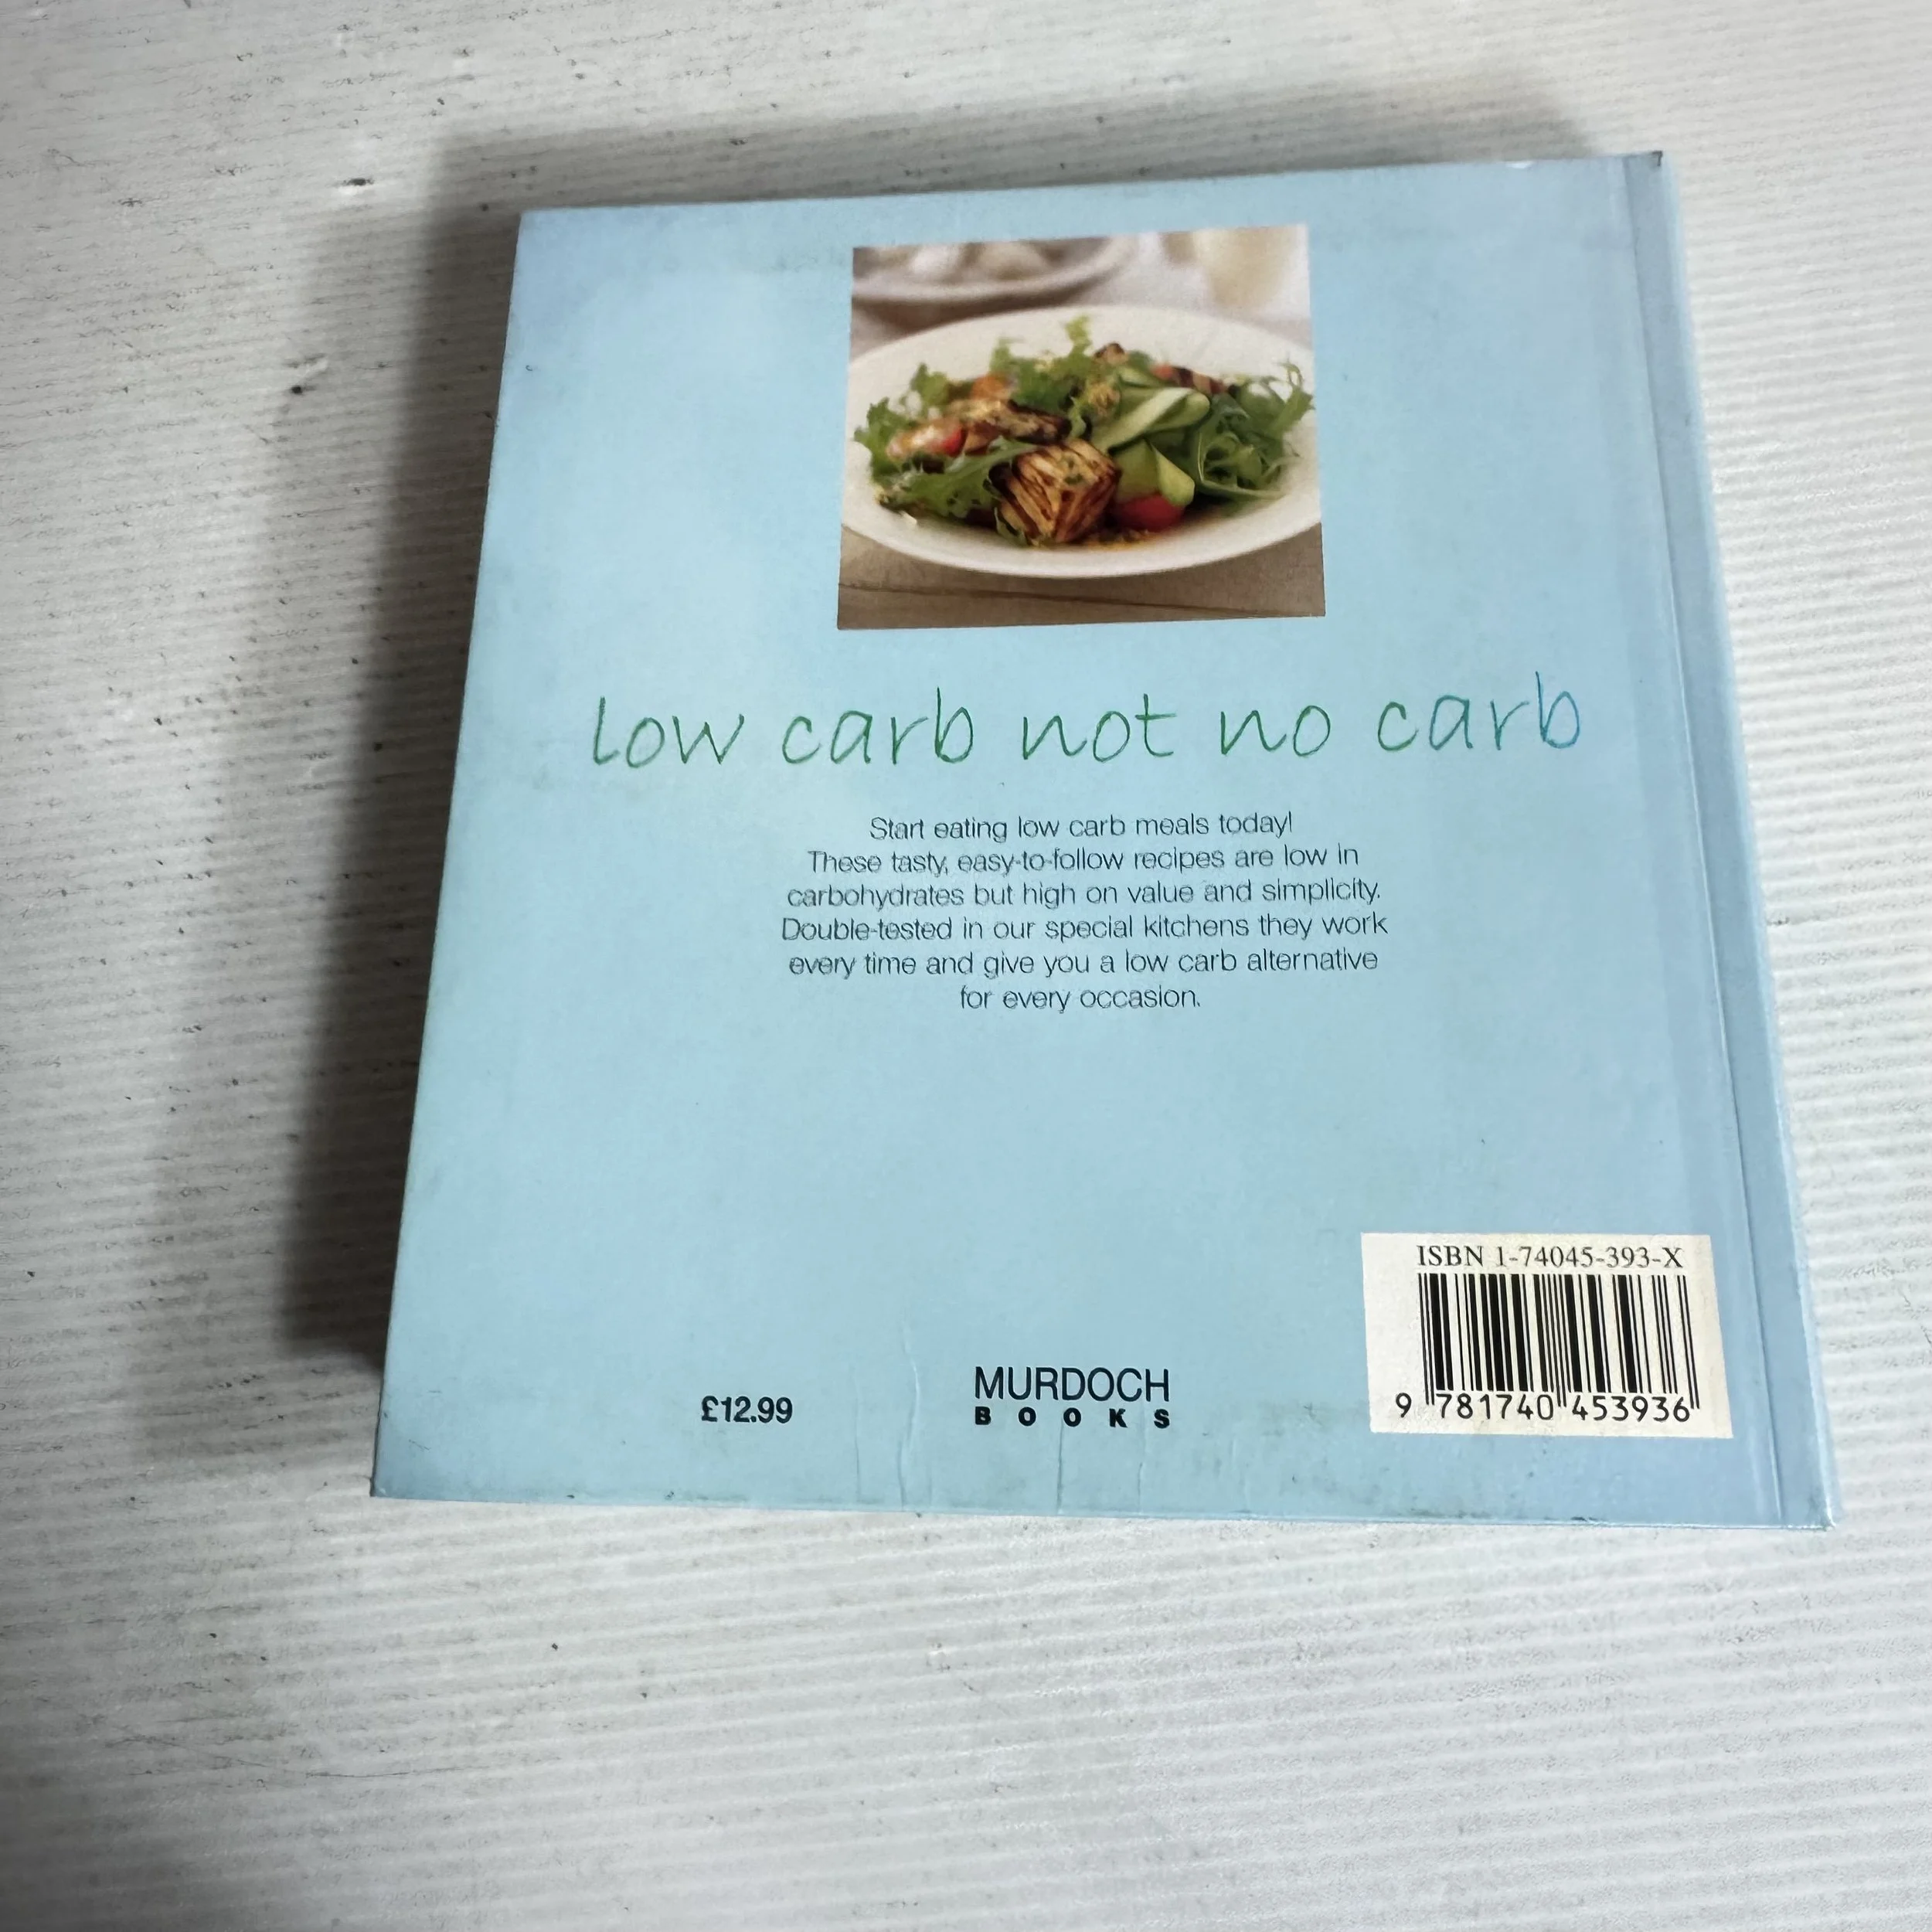 low carb not no carb
Start eating low carb meals today!
These tasty, easy-to-follow recipes are low in
carbohydrates but high on value and simplicity.
Double-tested in our special kitchens they work
every time and give you a low carb alternative
for every occasion.
ISBN 1-74045-393-X
9 781740 453936
£12.99
MURDOCH
BOOKS